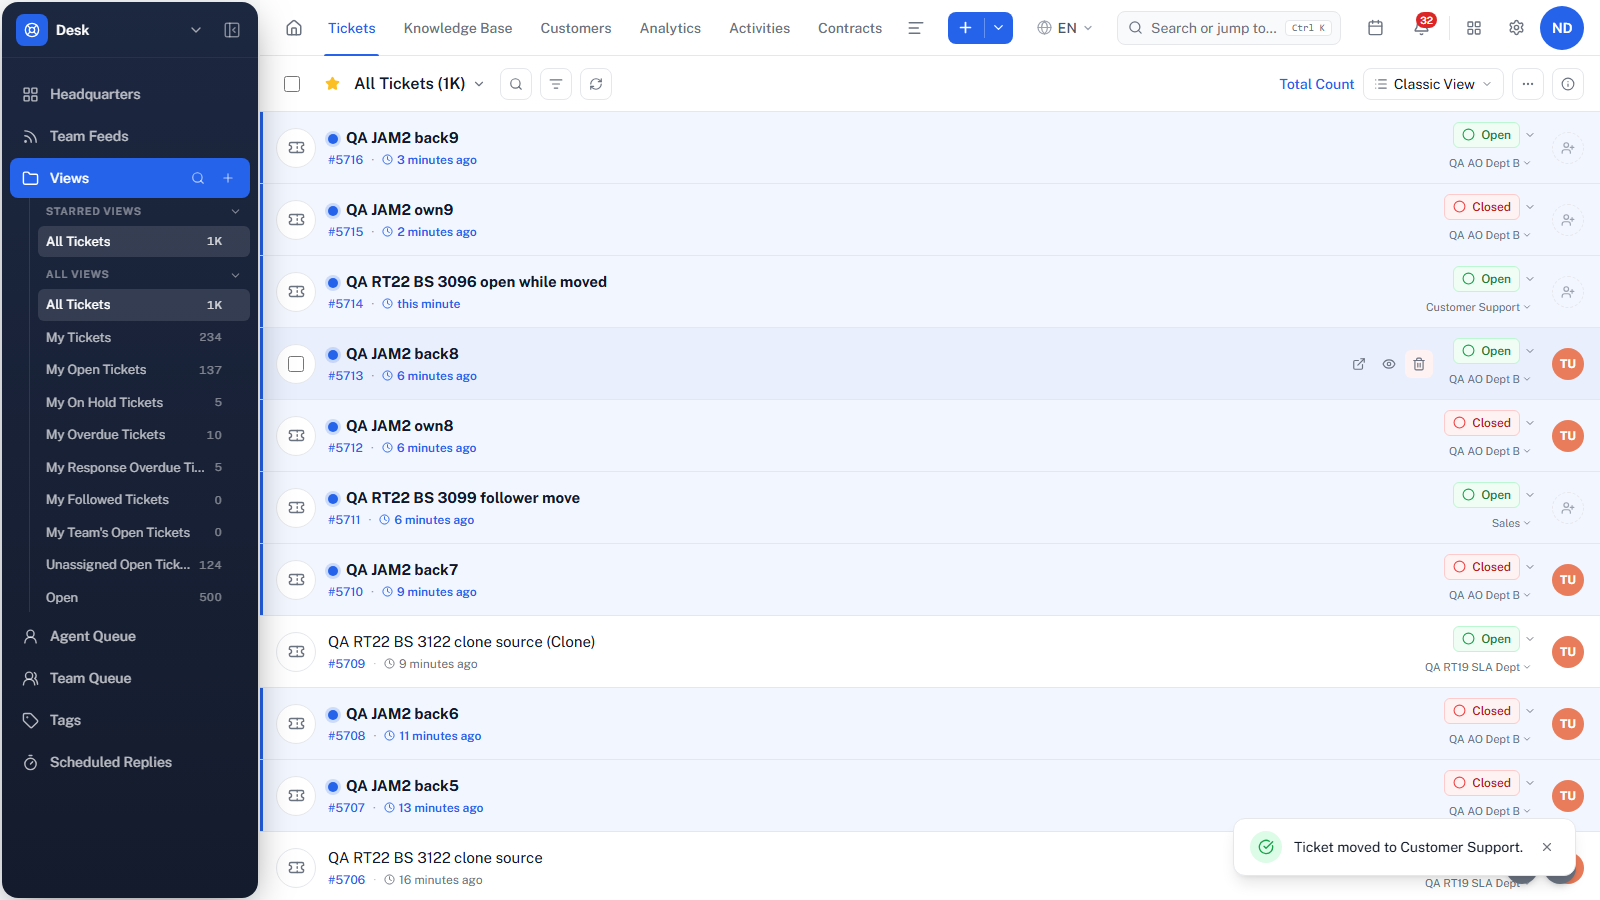 Desk
Headquarters
Team Feeds
Views
STARRED VIEWS
All Tickets 1K
ALL VIEWS
All Tickets 1K
My Tickets 234
My Open Tickets 137
My On Hold Tickets 5
My Overdue Tickets 10
My Response Overdue Ti... 5
My Followed Tickets 0
My Team's Open Tickets 0
Unassigned Open Tick... 124
Open 500
Agent Queue
Team Queue
Tags
Scheduled Replies
Tickets Knowledge Base Customers Analytics Activities Contracts EN Search or jump to... Ctrl K 32 ND
All Tickets (1K) Total Count Classic View
QA JAM2 back9 Open
#5716 · 3 minutes ago QA AO Dept B
QA JAM2 own9 Closed
#5715 · 2 minutes ago QA AO Dept B
QA RT22 BS 3096 open while moved Open
#5714 · this minute Customer Support
QA JAM2 back8 Open TU
#5713 · 6 minutes ago QA AO Dept B
QA JAM2 own8 Closed TU
#5712 · 6 minutes ago QA AO Dept B
QA RT22 BS 3099 follower move Open
#5711 · 6 minutes ago Sales
QA JAM2 back7 Closed TU
#5710 · 9 minutes ago QA AO Dept B
QA RT22 BS 3122 clone source (Clone) Open TU
#5709 · 9 minutes ago QA RT19 SLA Dept
QA JAM2 back6 Closed TU
#5708 · 11 minutes ago QA AO Dept B
QA JAM2 back5 Closed TU
#5707 · 13 minutes ago QA AO Dept B
QA RT22 BS 3122 clone source
Ticket moved to Customer Support.
#5706 · 16 minutes ago QA RT19 SLA Dept